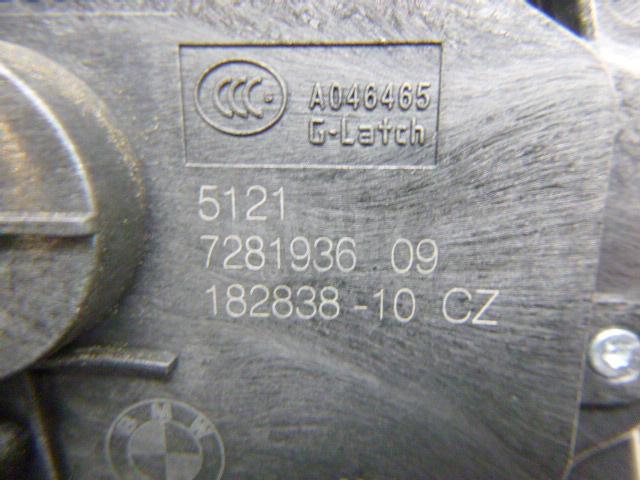 CCC
A046465
G-Latch
5121
7281936 09
182838-10 CZ
BMW